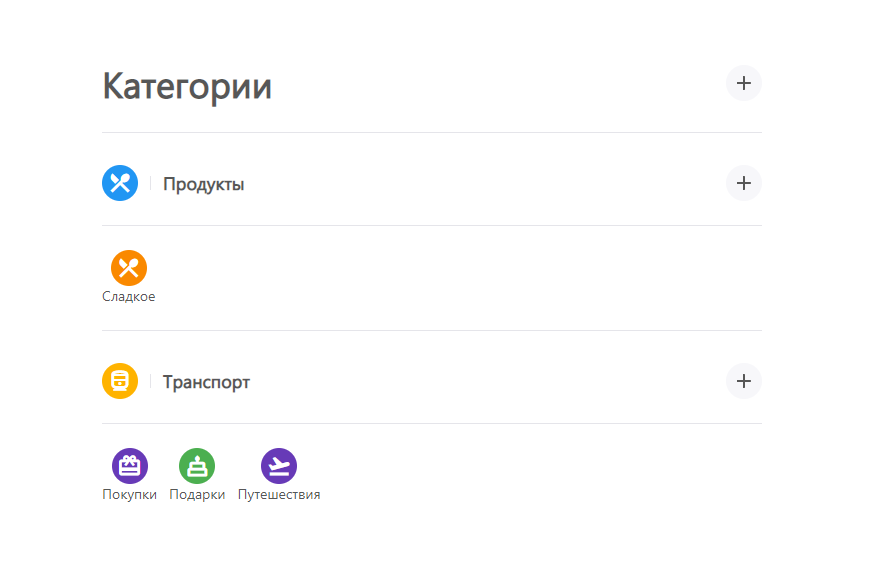 Категории
Продукты
Сладкое
Транспорт
Покупки Подарки Путешествия